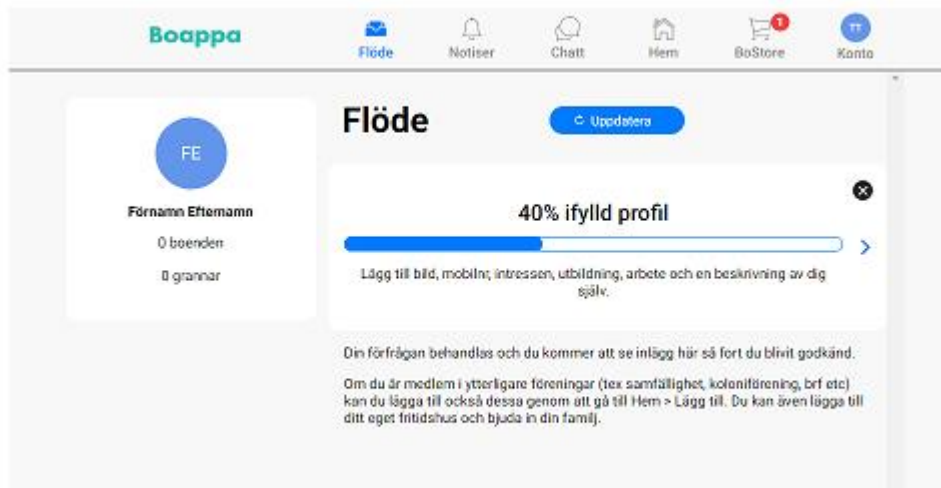 Boappa
Flöde
Notiser
Chatt
Hem
BoStore
1
TT
Konto
FE
Förnamn Efternamn
0 boenden
0 grannar
Flöde
Uppdatera
40% ifylld profil
Lägg till bild, mobilnr, intressen, utbildning, arbete och en beskrivning av dig
själv.
Din förfrågan behandlas och du kommer att se inlägg här så fort du blivit godkänd.
Om du är medlem i ytterligare föreningar (tex samfällighet, koloniförening, brf etc)
kan du lägga till också dessa genom att gå till Hem > Lägg till. Du kan även lägga till
ditt eget fritidshus och bjuda in din familj.